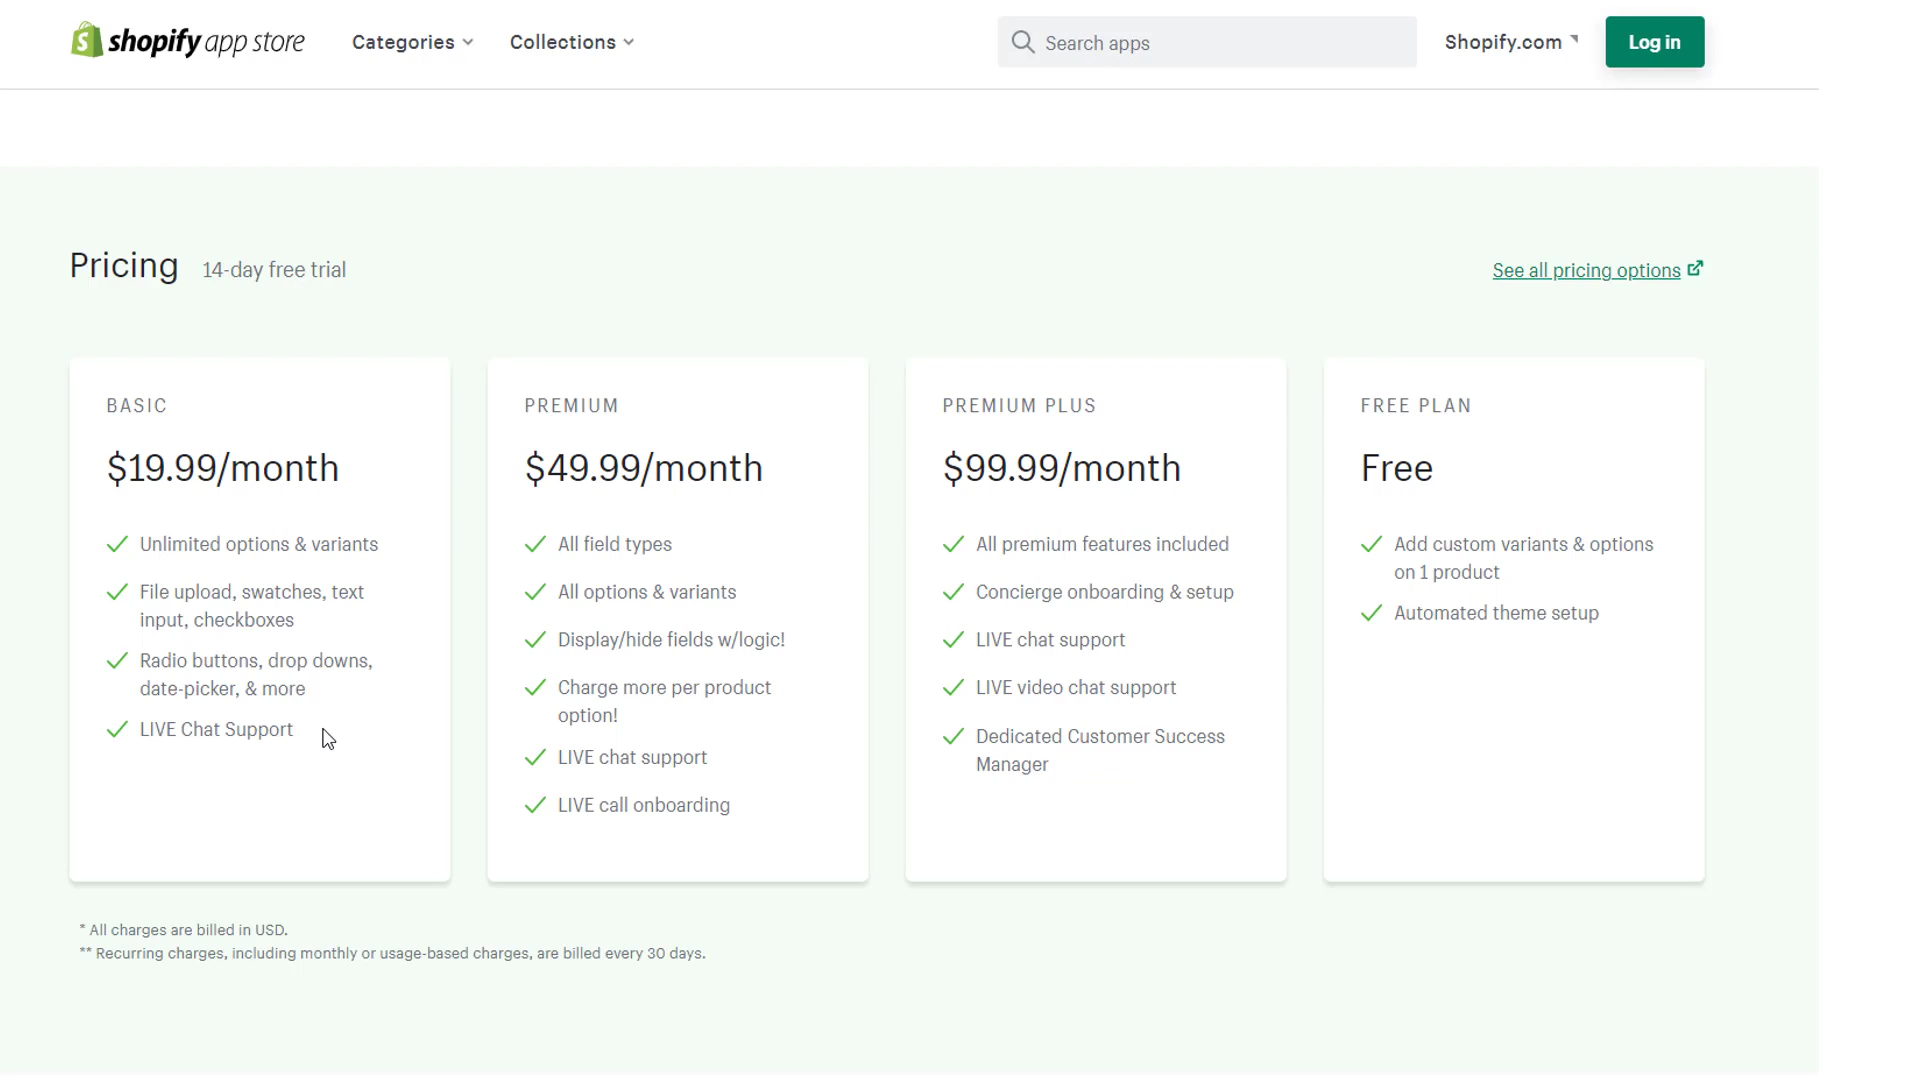 shopify app store
Categories
Collections
Search apps
Shopify.com
Log in
Pricing
14-day free trial
See all pricing options
BASIC
$19.99/month
Unlimited options & variants
File upload, swatches, text
input, checkboxes
Radio buttons, drop downs,
date-picker, & more
LIVE Chat Support
PREMIUM
$49.99/month
All field types
All options & variants
Display/hide fields w/logic!
Charge more per product
option!
LIVE chat support
LIVE call onboarding
PREMIUM PLUS
$99.99/month
All premium features included
Concierge onboarding & setup
LIVE chat support
LIVE video chat support
Dedicated Customer Success
Manager
FREE PLAN
Free
Add custom variants & options
on 1 product
Automated theme setup
* All charges are billed in USD.
** Recurring charges, including monthly or usage-based charges, are billed every 30 days.